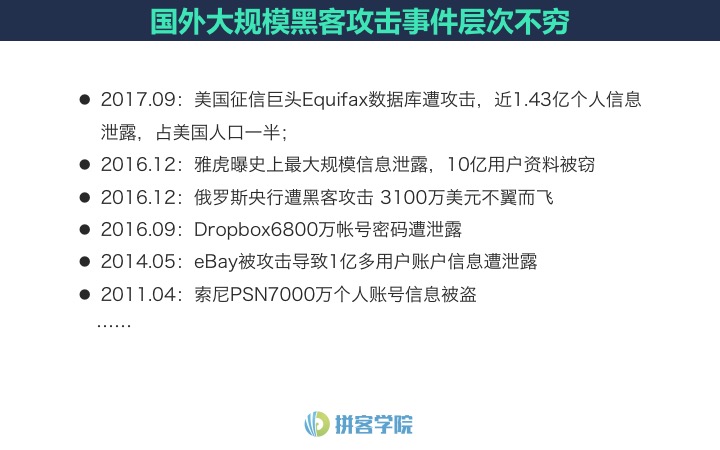 国外大规模黑客攻击事件层次不穷
● 2017.09：美国征信巨头Equifax数据库遭攻击，近1.43亿个人信息
泄露，占美国人口一半；
● 2016.12：雅虎曝史上最大规模信息泄露，10亿用户资料被窃
● 2016.12：俄罗斯央行遭黑客攻击 3100万美元不翼而飞
● 2016.09：Dropbox6800万帐号密码遭泄露
● 2014.05：eBay被攻击导致1亿多用户账户信息遭泄露
● 2011.04：索尼PSN7000万个人账号信息被盗
……
拼客学院